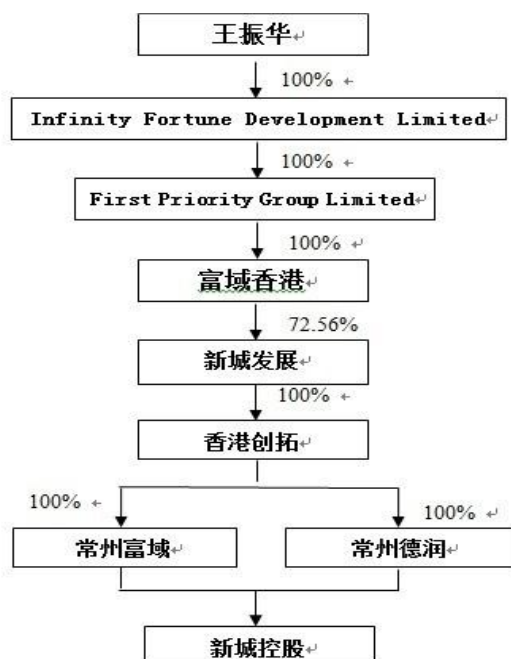 王振华
100%
Infinity Fortune Development Limited
100%
First Priority Group Limited
100%
富域香港
72.56%
新城发展
100%
香港创拓
100%
100%
常州富域
常州德润
新城控股